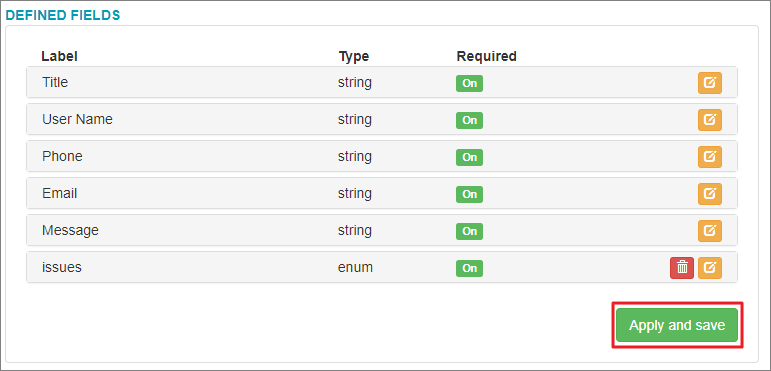 DEFINED FIELDS
Label Type Required
Title string On
User Name string On
Phone string On
Email string On
Message string On
issues enum On
Apply and save